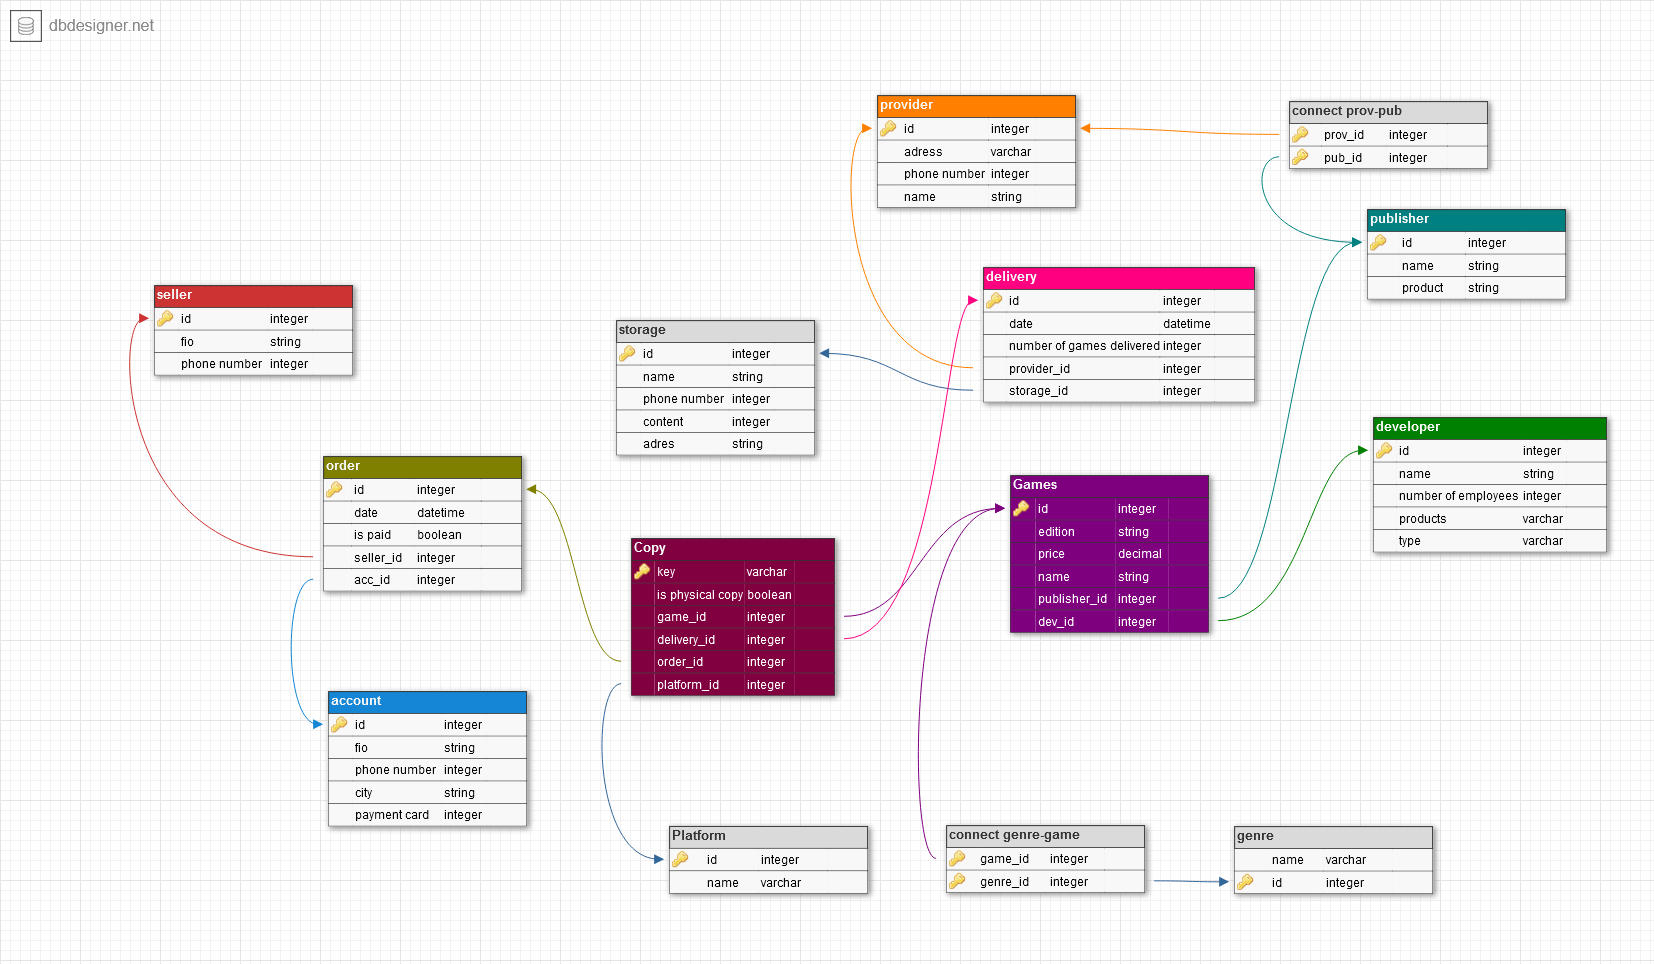 dbdesigner.net
provider
id integer
adress varchar
phone number integer
name string
connect prov-pub
prov_id integer
pub_id integer
publisher
id integer
name string
product string
delivery
id integer
date datetime
number of games delivered integer
provider_id integer
storage_id integer
seller
id integer
fio string
phone number integer
storage
id integer
name string
phone number integer
content integer
adres string
developer
id integer
name string
number of employees integer
products varchar
type varchar
order
id integer
date datetime
is paid boolean
seller_id integer
acc_id integer
Games
id integer
edition string
price decimal
name string
publisher_id integer
dev_id integer
Copy
key varchar
is physical copy boolean
game_id integer
delivery_id integer
order_id integer
platform_id integer
account
id integer
fio string
phone number integer
city string
payment card integer
Platform
id integer
name varchar
connect genre-game
game_id integer
genre_id integer
genre
name varchar
id integer